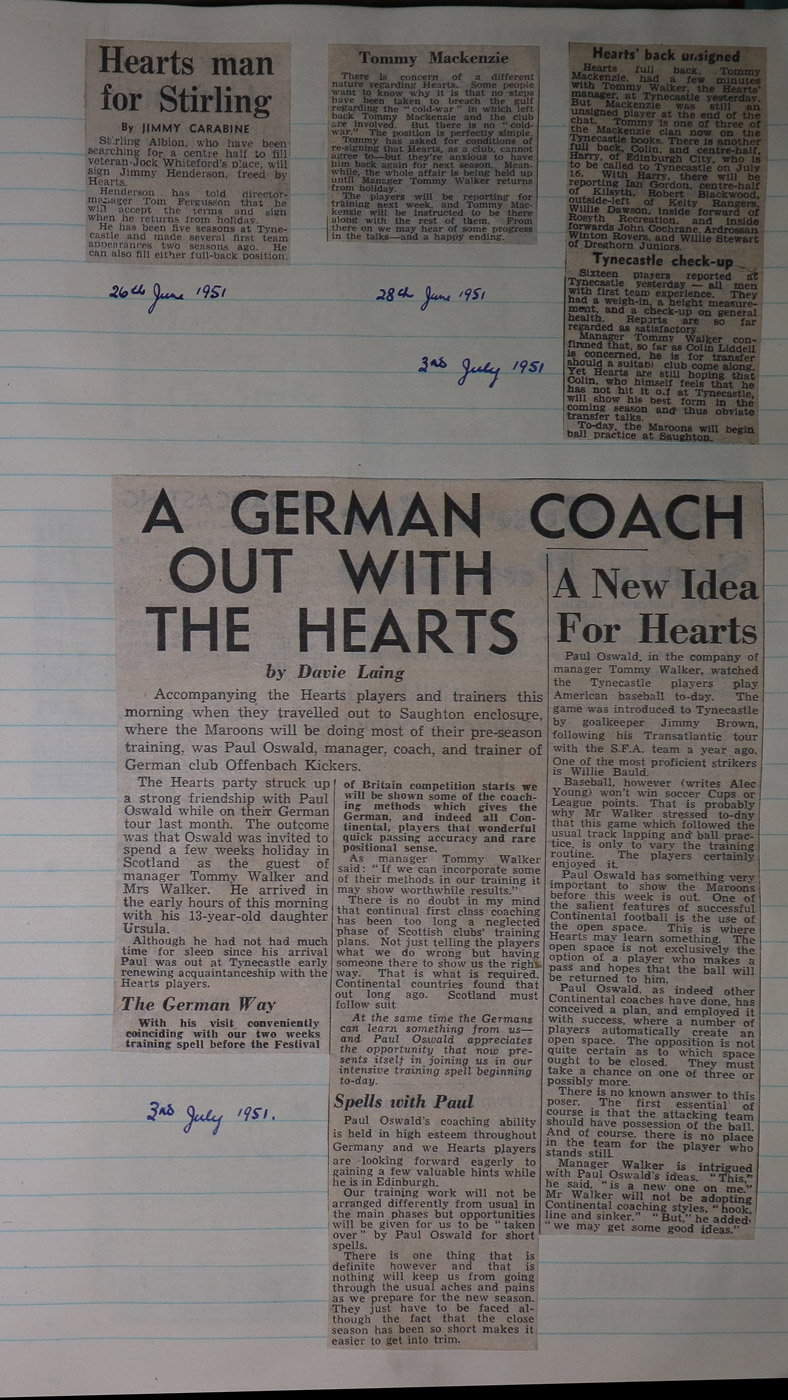 Hearts man
for Stirling
By JIMMY CARABINE
Stirling Albion, who have been
searching for a centre half to fill
veteran Jock Whiteford's place, will
sign Jimmy Henderson, freed by
Hearts.
Henderson has told director-
manager Tom Ferguson that he
will accept the terms and sign
when he returns from holiday.
He has been five seasons at Tyne-
castle and made several first team
appearances two seasons ago. He
can also fill either full-back position.
26th June 1951
Tommy Mackenzie
There is concern of a different
nature regarding Hearts. Some people
want to know why it is that no steps
have been taken to breach the gulf
regarding the "cold-war" in which left
back Tommy Mackenzie and the club
are involved. But there is no "cold-
war." The position is perfectly simple.
Tommy has asked for conditions of
re-signing that Hearts, as a club, cannot
agree to—but they're anxious to have
him back again for next season. Mean-
while, the whole affair is being held up
until Manager Tommy Walker returns
from holiday.
The players will be reporting for
training next week, and Tommy Mac-
kenzie will be instructed to be there
along with the rest of them. From
there on we may hear of some progress
in the talks—and a happy ending.
28th June 1951
Hearts' back unsigned
Hearts full back, Tommy
Mackenzie, had a few minutes
with Tommy Walker, the Hearts'
manager, at Tynecastle yesterday.
But Mackenzie was still an
unsigned player at the end of the
chat. Tommy is one of three of
the Mackenzie clan now on the
Tynecastle books. There is another
full back, Colin, and centre-half,
Harry, of Edinburgh City, who is
to be called to Tynecastle on July
16. With Harry, there will be
reporting Ian Gordon, centre-half
of Kilsyth, Robert Blackwood,
outside-left of Kelty Rangers,
Willie Dawson, inside forward of
Rosyth Recreation, and inside
forwards John Cochrane, Ardrossan
Winton Rovers, and Willie Stewart
of Dreghorn Juniors.
Tynecastle check-up
Sixteen players reported at
Tynecastle yesterday — all men
with first team experience. They
had a weigh-in, a height measure-
ment, and a check-up on general
health. Reports are so far
regarded as satisfactory.
Manager Tommy Walker con-
firmed that, so far as Colin Liddell
is concerned, he is for transfer
should a suitabl club come along.
Yet Hearts are still hoping that
Colin, who himself feels that he
has not hit it off at Tynecastle,
will show his best form in the
coming season and thus obviate
transfer talks.
To-day, the Maroons will begin
ball practice at Saughton.
3rd July 1951
A GERMAN COACH
OUT WITH
THE HEARTS
by Davie Laing
Accompanying the Hearts players and trainers this
morning when they travelled out to Saughton enclosure,
where the Maroons will be doing most of their pre-season
training, was Paul Oswald, manager, coach, and trainer of
German club Offenbach Kickers.
The Hearts party struck up
a strong friendship with Paul
Oswald while on their German
tour last month. The outcome
was that Oswald was invited to
spend a few weeks holiday in
Scotland as the guest of
manager Tommy Walker and
Mrs Walker. He arrived in
the early hours of this morning
with his 13-year-old daughter
Ursula.
Although he had not had much
time for sleep since his arrival
Paul was out at Tynecastle early
renewing acquaintanceship with the
Hearts players.
The German Way
With his visit conveniently
coinciding with our two weeks
training spell before the Festival
of Britain competition starts we
will be shown some of the coach-
ing methods which gives the
German, and indeed all Con-
tinental, players that wonderful
quick passing accuracy and rare
positional sense.
As manager Tommy Walker
said: "If we can incorporate some
of their methods in our training it
may show worthwhile results."
There is no doubt in my mind
that continual first class coaching
has been too long a neglected
phase of Scottish clubs' training
plans. Not just telling the players
what we do wrong but having
someone there to show us the right
way. That is what is required.
Continental countries found that
out long ago. Scotland must
follow suit
At the same time the Germans
can learn something from us—
and Paul Oswald appreciates
the opportunity that now pre-
sents itself in joining us in our
intensive training spell beginning
to-day.
Spells with Paul
Paul Oswald's coaching ability
is held in high esteem throughout
Germany and we Hearts players
are looking forward eagerly to
gaining a few valuable hints while
he is in Edinburgh.
Our training work will not be
arranged differently from usual in
the main phases but opportunities
will be given for us to be "taken
over" by Paul Oswald for short
spells.
There is one thing that is
definite however and that is
nothing will keep us from going
through the usual aches and pains
as we prepare for the new season.
They just have to be faced al-
though the fact that the close
season has been so short makes it
easier to get into trim.
3rd July 1951.
A New Idea
For Hearts
Paul Oswald, in the company of
manager Tommy Walker, watched
the Tynecastle players play
American baseball to-day. The
game was introduced to Tynecastle
by goalkeeper Jimmy Brown,
following his Transatlantic tour
with the S.F.A. team a year ago.
One of the most proficient strikers
is Willie Bauld.
Baseball, however (writes Alec
Young) won't win soccer Cups or
League points. That is probably
why Mr Walker stressed to-day
that this game which followed the
usual track lapping and ball prac-
tice, is only to vary the training
routine. The players certainly
enjoyed it.
Paul Oswald has something very
important to show the Maroons
before this week is out. One of
the salient features of successful
Continental football is the use of
the open space. This is where
Hearts may learn something. The
open space is not exclusively the
option of a player who makes a
pass and hopes that the ball will
be returned to him.
Paul Oswald, as indeed other
Continental coaches have done, has
conceived a plan, and employed it
with success, where a number of
players automatically create an
open space. The opposition is not
quite certain as to which space
ought to be closed. They must
take a chance on one of three or
possibly more.
There is no known answer to this
poser. The first essential of
course is that the attacking team
should have possession of the ball.
And of course, there is no place
in the team for the player who
stands still.
Manager Walker is intrigued
with Paul Oswald's ideas. "This,"
he said, "is a new one on me."
Mr Walker will not be adopting
Continental coaching styles, "hook,
line and sinker." "But," he added,
"we may get some good ideas."